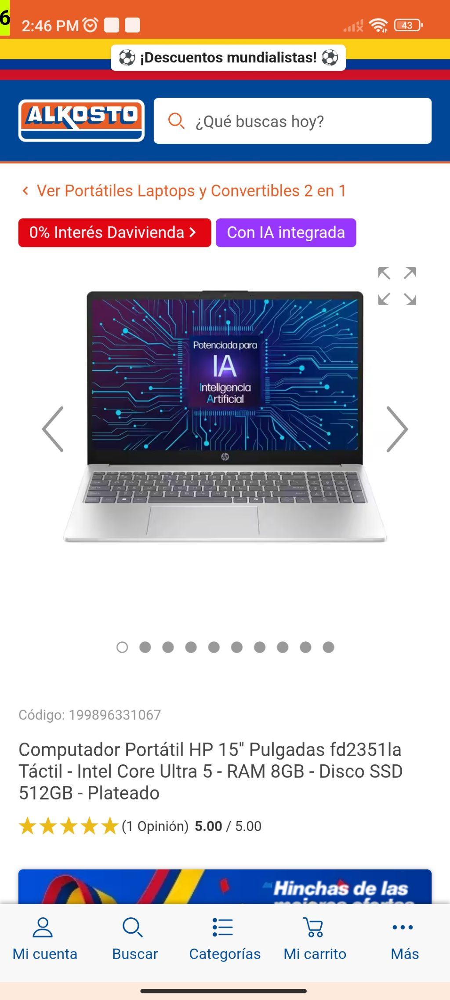 6
2:46 PM
43
¡Descuentos mundialistas!
ALKOSTO
¿Qué buscas hoy?
Ver Portátiles Laptops y Convertibles 2 en 1
0% Interés Davivienda
Con IA integrada
Potenciada para
IA
Inteligencia
Artificial
hp
Código: 199896331067
Computador Portátil HP 15" Pulgadas fd2351la
Táctil - Intel Core Ultra 5 - RAM 8GB - Disco SSD
512GB - Plateado
(1 Opinión) 5.00 / 5.00
Hinchas de las
mejores ofertas
Mi cuenta
Buscar
Categorías
Mi carrito
Más